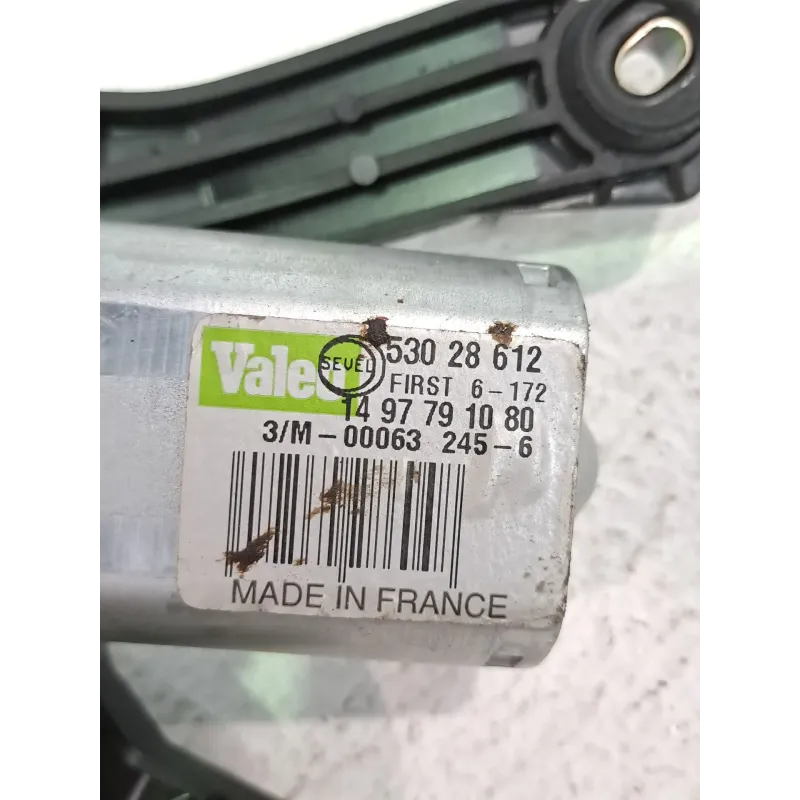 Valeo
SEVEL
530 28 612
FIRST 6-172
14 97 79 10 80
3/M-00063 245-6
MADE IN FRANCE